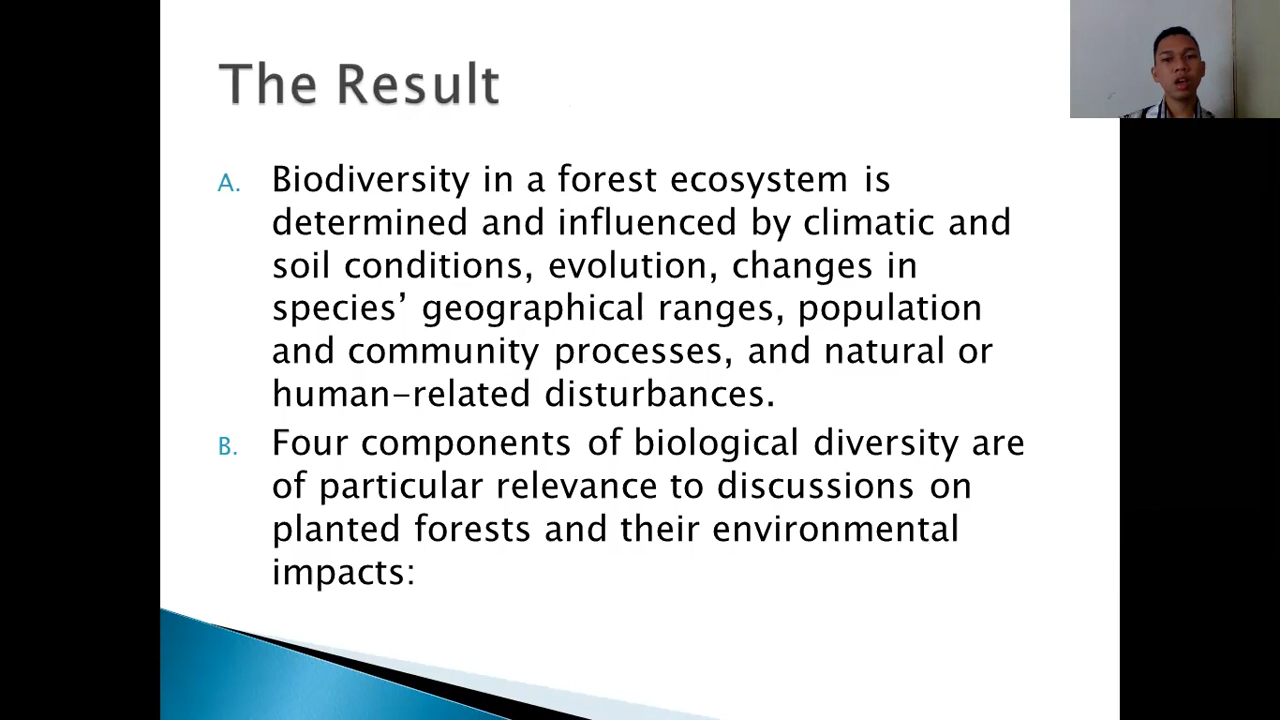 The Result
A. Biodiversity in a forest ecosystem is
determined and influenced by climatic and
soil conditions, evolution, changes in
species’ geographical ranges, population
and community processes, and natural or
human-related disturbances.
B. Four components of biological diversity are
of particular relevance to discussions on
planted forests and their environmental
impacts: